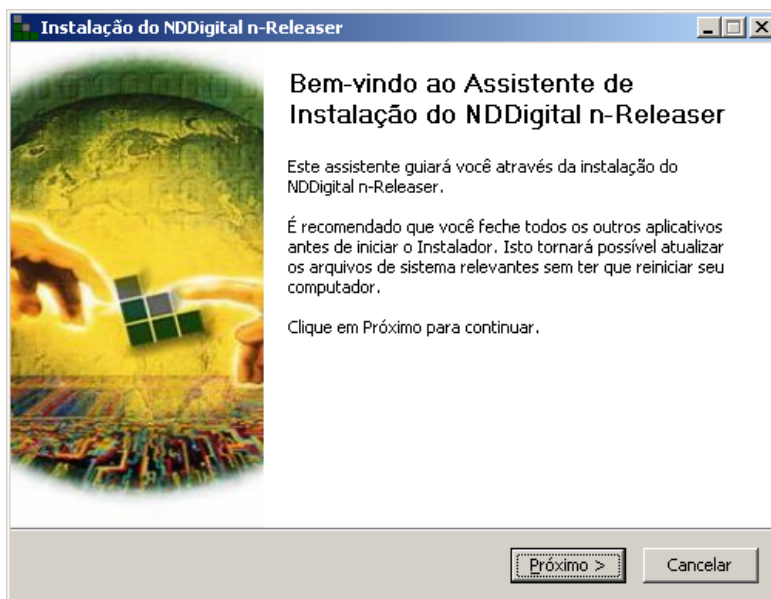 Instalação do NDDigital n-Releaser
Bem-vindo ao Assistente de
Instalação do NDDigital n-Releaser
Este assistente guiará você através da instalação do
NDDigital n-Releaser.
É recomendado que você feche todos os outros aplicativos
antes de iniciar o Instalador. Isto tornará possível atualizar
os arquivos de sistema relevantes sem ter que reiniciar seu
computador.
Clique em Próximo para continuar.
Próximo >
Cancelar